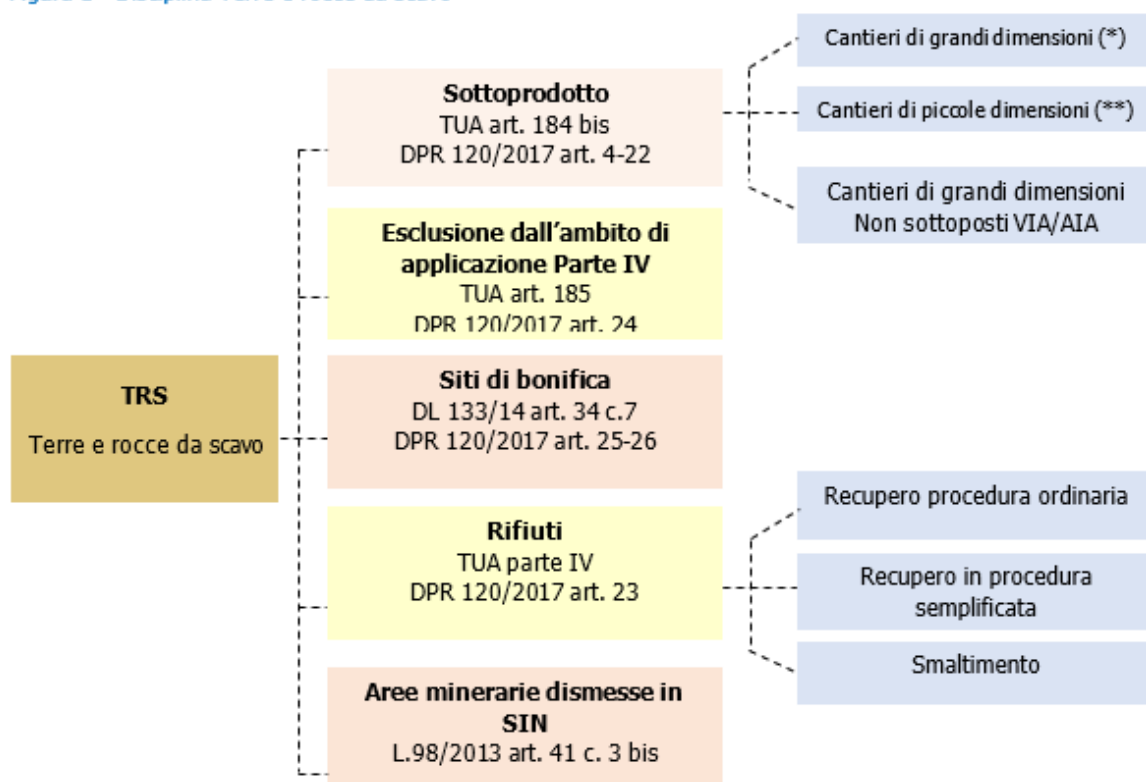 TRS
Terre e rocce da scavo
Sottoprodotto
TUA art. 184 bis
DPR 120/2017 art. 4-22
Cantieri di grandi dimensioni (*)
Cantieri di piccole dimensioni (**)
Cantieri di grandi dimensioni
Non sottoposti VIA/AIA
Esclusione dall'ambito di
applicazione Parte IV
TUA art. 185
DPR 120/2017 art. 24
Siti di bonifica
DL 133/14 art. 34 c.7
DPR 120/2017 art. 25-26
Rifiuti
TUA parte IV
DPR 120/2017 art. 23
Recupero procedura ordinaria
Recupero in procedura
semplificata
Smaltimento
Aree minerarie dismesse in
SIN
L.98/2013 art. 41 c. 3 bis